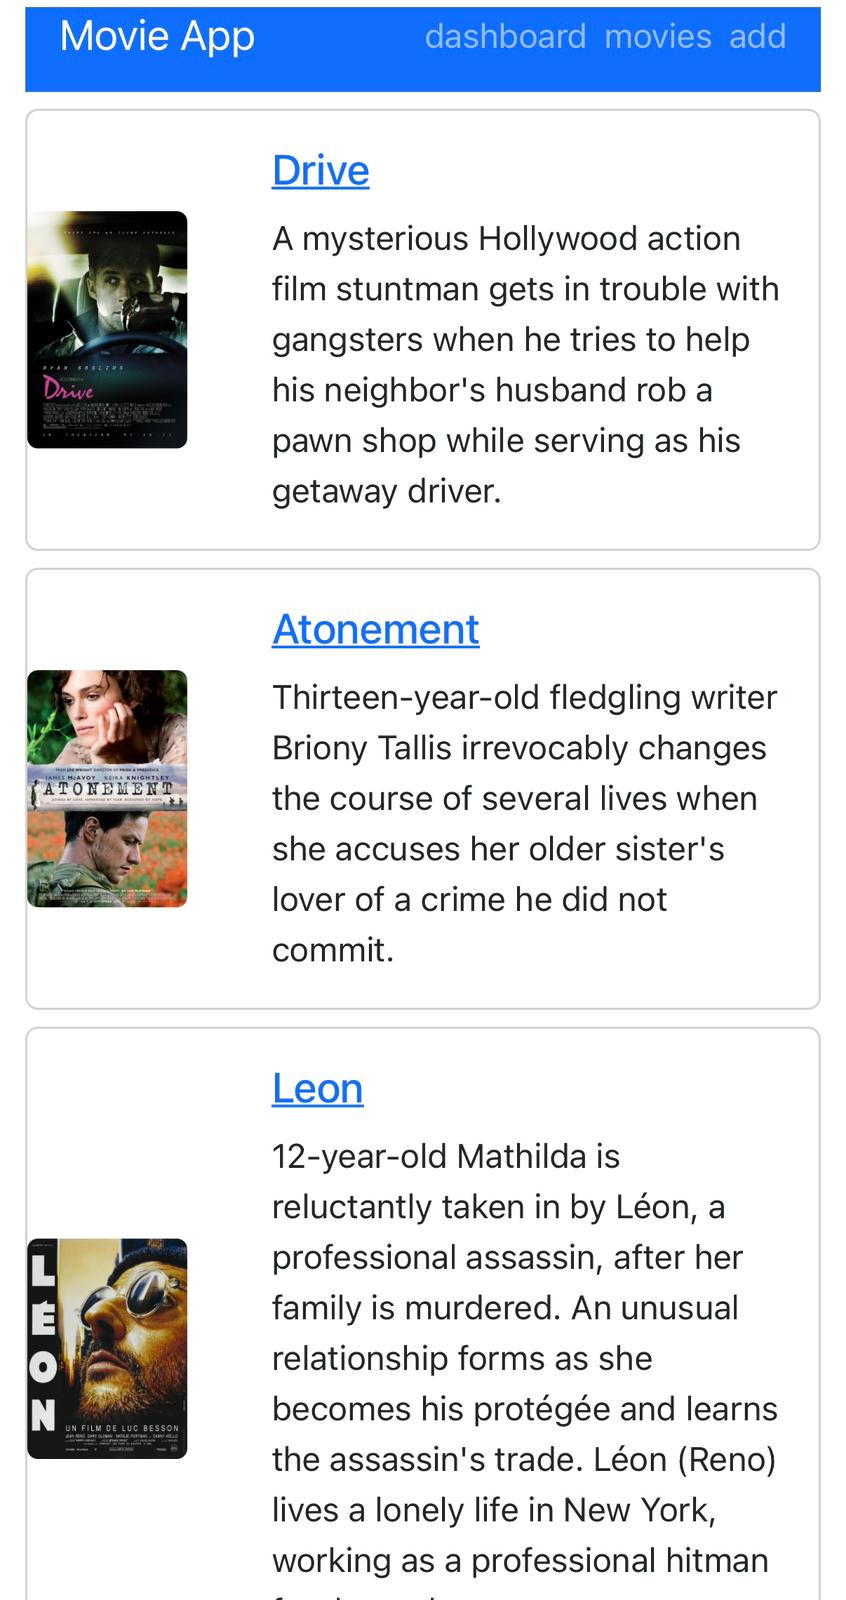 Movie App
dashboard movies add
Drive
A mysterious Hollywood action
film stuntman gets in trouble with
gangsters when he tries to help
his neighbor's husband rob a
pawn shop while serving as his
getaway driver.
RYAN GOSLING
Drive
Atonement
Thirteen-year-old fledgling writer
Briony Tallis irrevocably changes
the course of several lives when
she accuses her older sister's
lover of a crime he did not
commit.
JAMES McAVOY KEIRA KNIGHTLEY
ATONEMENT
Leon
12-year-old Mathilda is
reluctantly taken in by Léon, a
professional assassin, after her
family is murdered. An unusual
relationship forms as she
becomes his protégée and learns
the assassin's trade. Léon (Reno)
lives a lonely life in New York,
working as a professional hitman
LÉON
UN FILM DE LUC BESSON